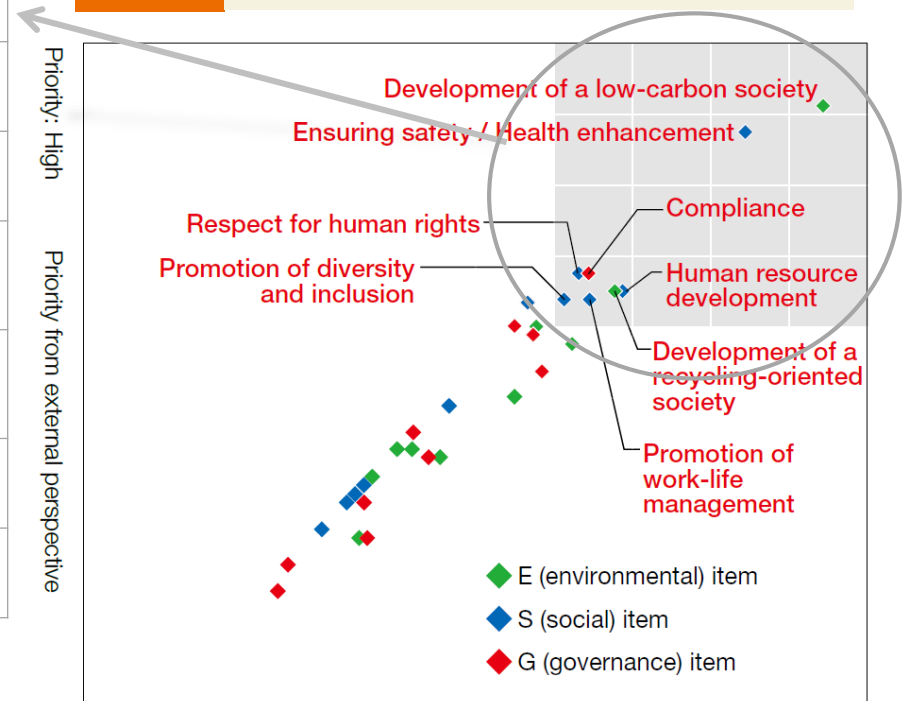 Priority: High
Priority from external perspective
Development of a low-carbon society
Ensuring safety / Health enhancement
Respect for human rights
Compliance
Promotion of diversity
and inclusion
Human resource
development
Development of a
recycling-oriented
society
Promotion of
work-life
management
E (environmental) item
S (social) item
G (governance) item